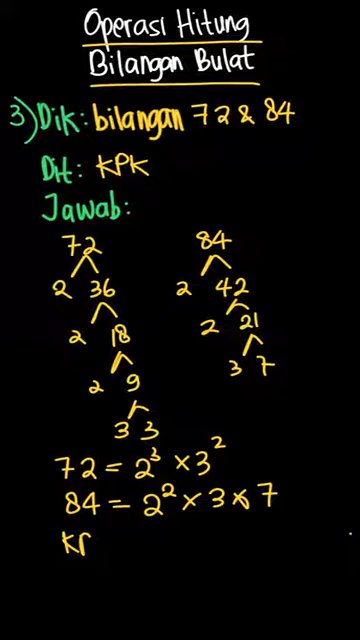 Operasi Hitung
Bilangan Bulat
3) Dik: bilangan 72 & 84
Dit: KPK
Jawab:
72 84
2 36 2 42
2 18 2 21
2 9 3 7
3 3
72 = 2³ × 3²
84 = 2² × 3 × 7
KP